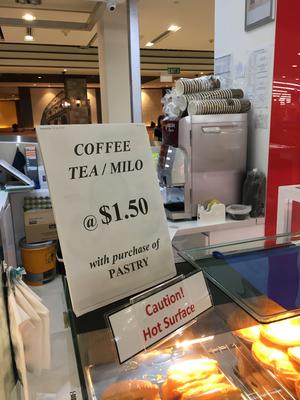 COFFEE
TEA / MILO
@ $1.50
with purchase of
PASTRY
Caution!
Hot Surface